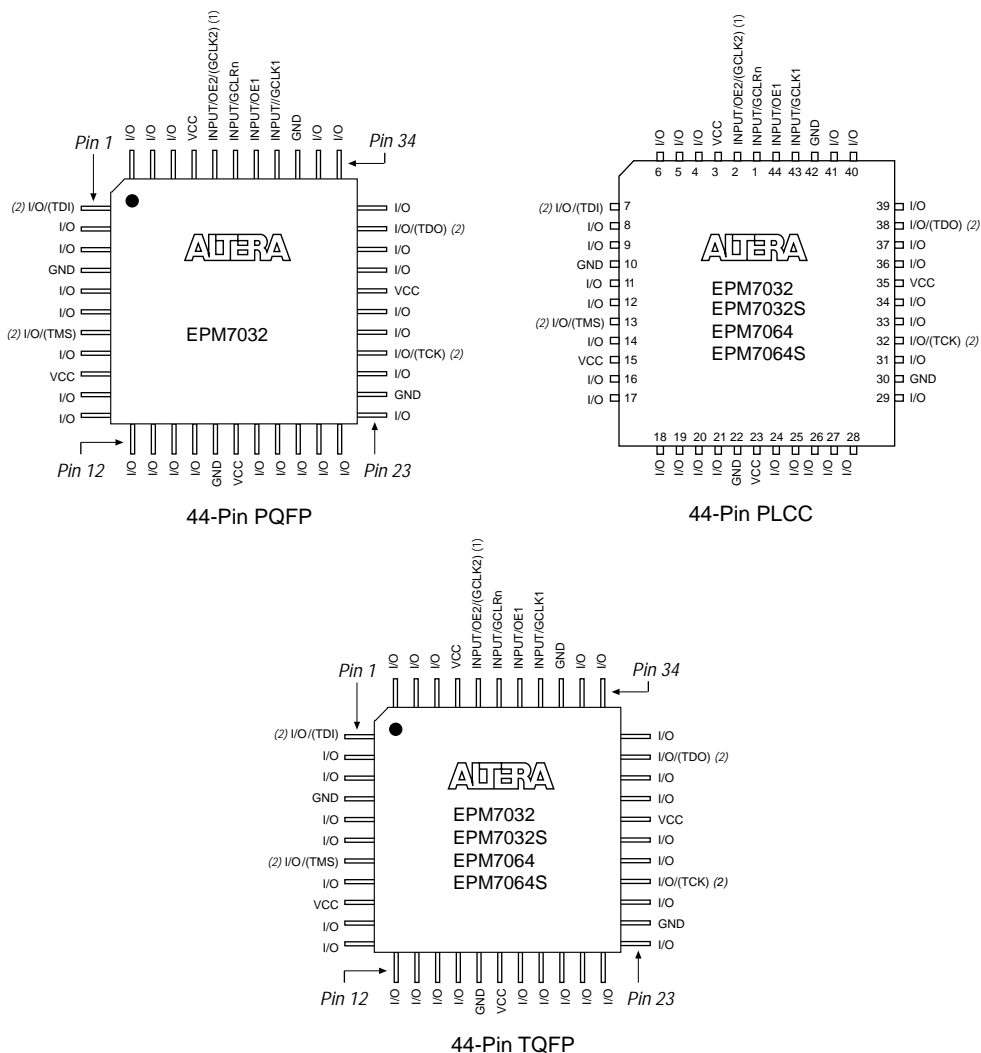 I/O
I/O
I/O
VCC
INPUT/OE2/(GCLK2) (1)
INPUT/GCLRn
INPUT/OE1
INPUT//GCLK1
GND
I/O
I/O
Pin 1
Pin 34
(2) I/O/(TDI)
I/O
I/O
GND
I/O
I/O
(2) I/O/(TMS)
I/O
VCC
I/O
I/O
ALTERA
EPM7032
I/O
I/O/(TDO) (2)
I/O
I/O
VCC
I/O
I/O
I/O/(TCK) (2)
I/O
GND
I/O
Pin 12
Pin 23
I/O
I/O
I/O
I/O
GND
VCC
I/O
I/O
I/O
I/O
I/O
44-Pin PQFP
I/O
I/O
I/O
VCC
INPUT/OE2/(GCLK2) (1)
INPUT/GCLRn
INPUT/OE1
INPUT/GCLK1
GND
I/O
I/O
6 5 4 3 2 1 44 43 42 41 40
(2) I/O/(TDI) 7
I/O 8
I/O 9
GND 10
I/O 11
I/O 12
(2) I/O/(TMS) 13
I/O 14
VCC 15
I/O 16
I/O 17
ALTERA
EPM7032
EPM7032S
EPM7064
EPM7064S
39 I/O
38 I/O/(TDO) (2)
37 I/O
36 I/O
35 VCC
34 I/O
33 I/O
32 I/O/(TCK) (2)
31 I/O
30 GND
29 I/O
18 19 20 21 22 23 24 25 26 27 28
I/O
I/O
I/O
I/O
GND
VCC
I/O
I/O
I/O
I/O
I/O
44-Pin PLCC
I/O
I/O
I/O
VCC
INPUT/OE2/(GCLK2) (1)
INPUT/GCLRn
INPUT/OE1
INPUT/GCLK1
GND
I/O
I/O
Pin 1
Pin 34
(2) I/O/(TDI)
I/O
I/O
GND
I/O
I/O
(2) I/O/(TMS)
I/O
VCC
I/O
I/O
ALTERA
EPM7032
EPM7032S
EPM7064
EPM7064S
I/O
I/O/(TDO) (2)
I/O
I/O
VCC
I/O
I/O
I/O/(TCK) (2)
I/O
GND
I/O
Pin 12
Pin 23
I/O
I/O
I/O
I/O
GND
VCC
I/O
I/O
I/O
I/O
I/O
44-Pin TQFP